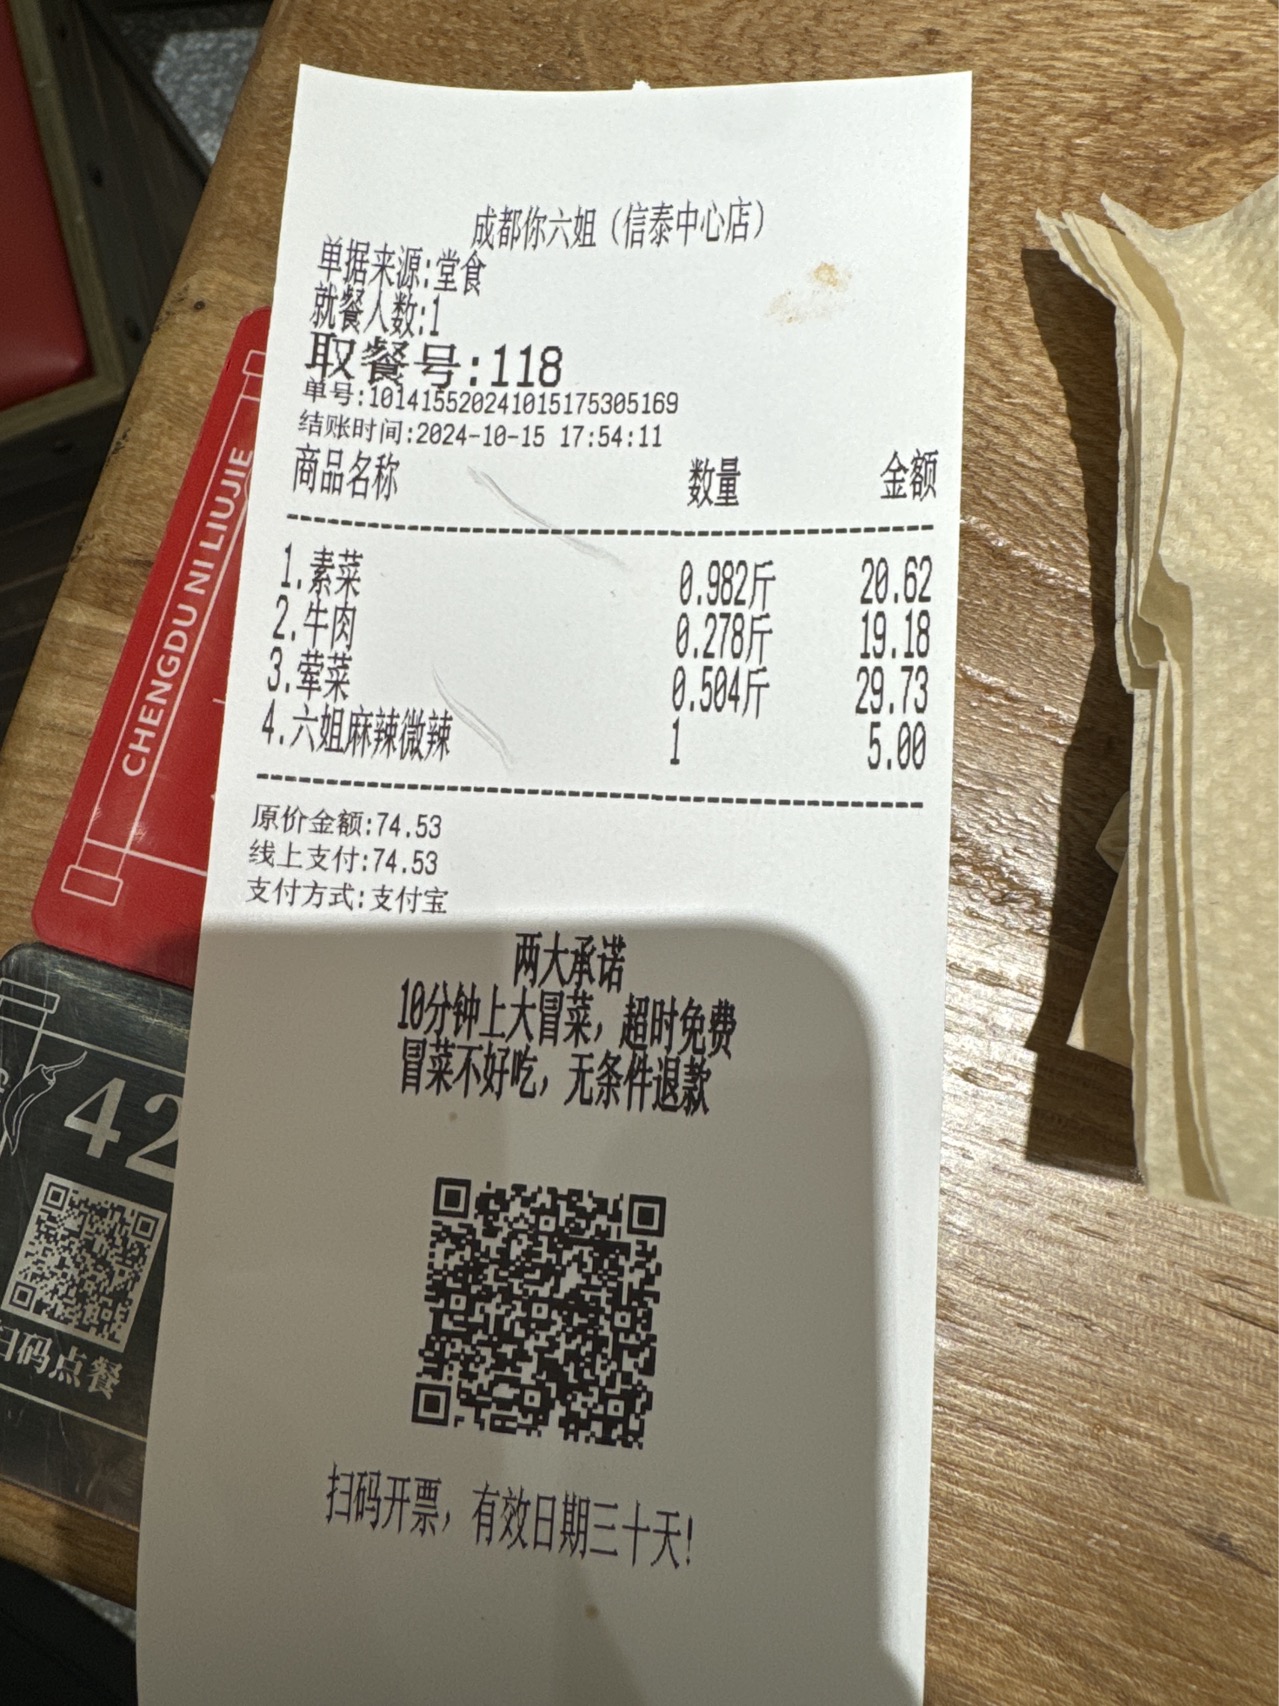 成都你六姐（信泰中心店）
单据来源:堂食
就餐人数:1
取餐号:118
单号:10141552024101517530516​9
结账时间:2024-10-15 17:54:11
商品名称 数量 金额
1.素菜 0.982斤 20.62
2.牛肉 0.278斤 19.18
3.荤菜 0.504斤 29.73
4.六姐麻辣微辣 1 5.00
原价金额:74.53
线上支付:74.53
支付方式:支付宝
两大承诺
10分钟上大冒菜，超时免费
冒菜不好吃，无条件退款
扫码开票，有效日期三十天!
CHENGDU NI LIUJIE
42
扫码点餐